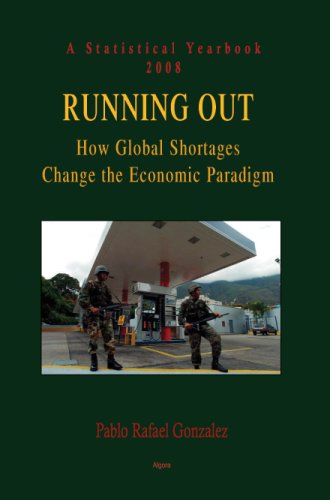 A Statistical Yearbook
2008
RUNNING OUT
How Global Shortages
Change the Economic Paradigm
Pablo Rafael Gonzalez
Algora